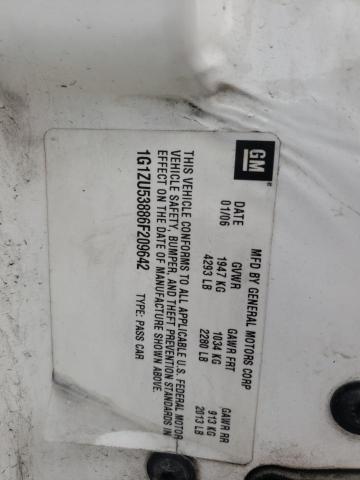 GM
MFD BY GENERAL MOTORS CORP
DATE GVWR GAWR FRT GAWR RR
01/06 1947 KG 1034 KG 913 KG
4293 LB 2280 LB 2013 LB
THIS VEHICLE CONFORMS TO ALL APPLICABLE U.S. FEDERAL MOTOR
VEHICLE SAFETY, BUMPER, AND THEFT PREVENTION STANDARDS IN
EFFECT ON THE DATE OF MANUFACTURE SHOWN ABOVE.
1G1ZU53886F209642 TYPE: PASS CAR